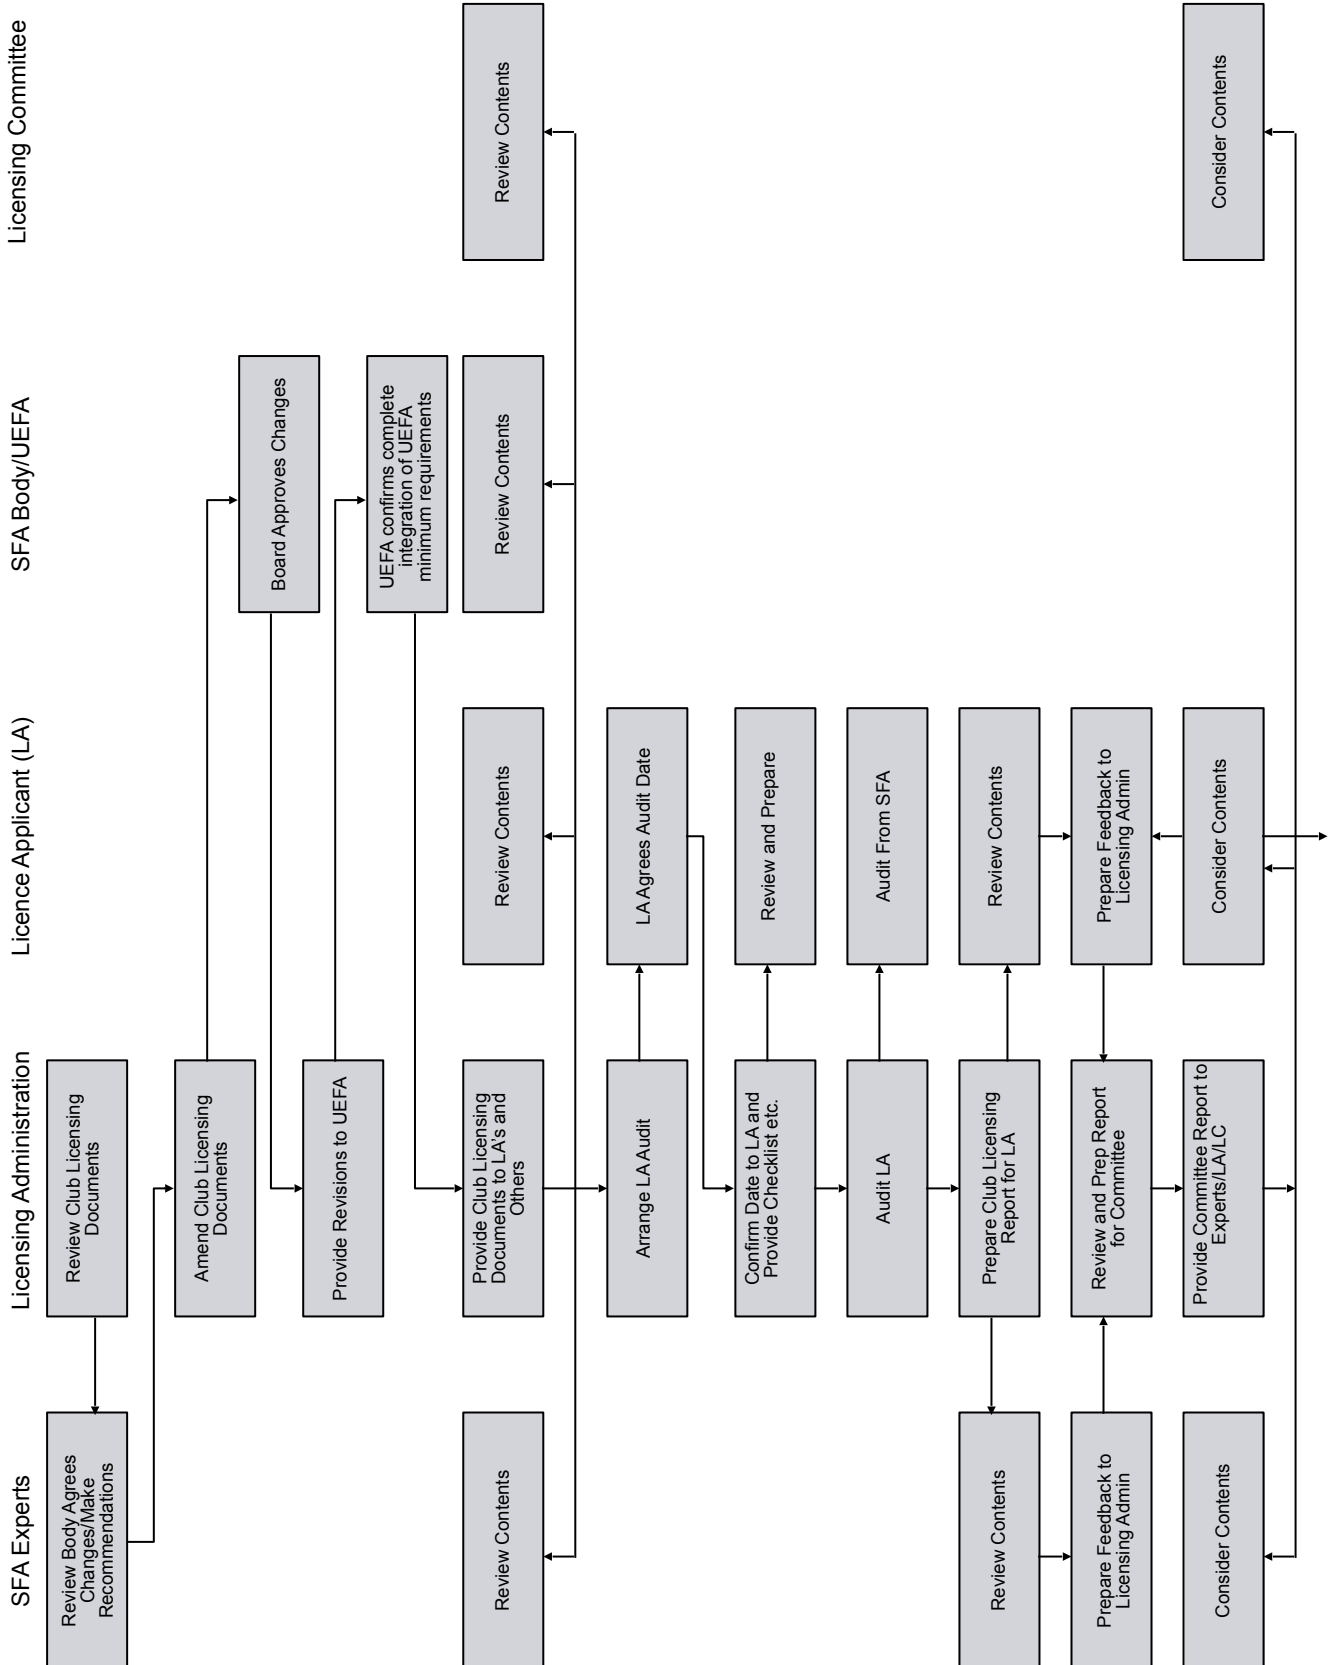 SFA Experts
Licensing Administration
Licence Applicant (LA)
SFA Body/UEFA
Licensing Committee
Review Body Agrees
Changes/Make
Recommendations
Review Club Licensing
Documents
Amend Club Licensing
Documents
Board Approves Changes
Provide Revisions to UEFA
UEFA confirms complete
integration of UEFA
minimum requirements
Review Contents
Provide Club Licensing
Documents to LA's and
Others
Review Contents
Review Contents
Review Contents
Arrange LA Audit
LA Agrees Audit Date
Confirm Date to LA and
Provide Checklist etc.
Review and Prepare
Audit LA
Audit From SFA
Review Contents
Prepare Club Licensing
Report for LA
Review Contents
Prepare Feedback to
Licensing Admin
Review and Prep Report
for Committee
Prepare Feedback to
Licensing Admin
Consider Contents
Provide Committee Report to
Experts/LA/LC
Consider Contents
Consider Contents